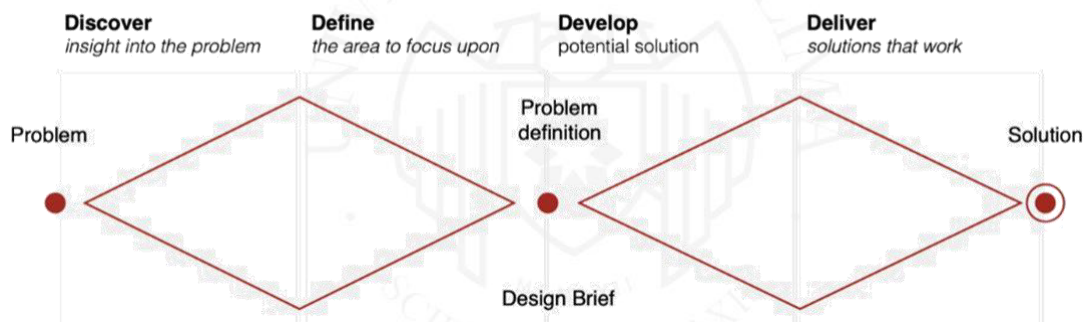 Discover
insight into the problem
Define
the area to focus upon
Develop
potential solution
Deliver
solutions that work
Problem
Problem
definition
Solution
Design Brief